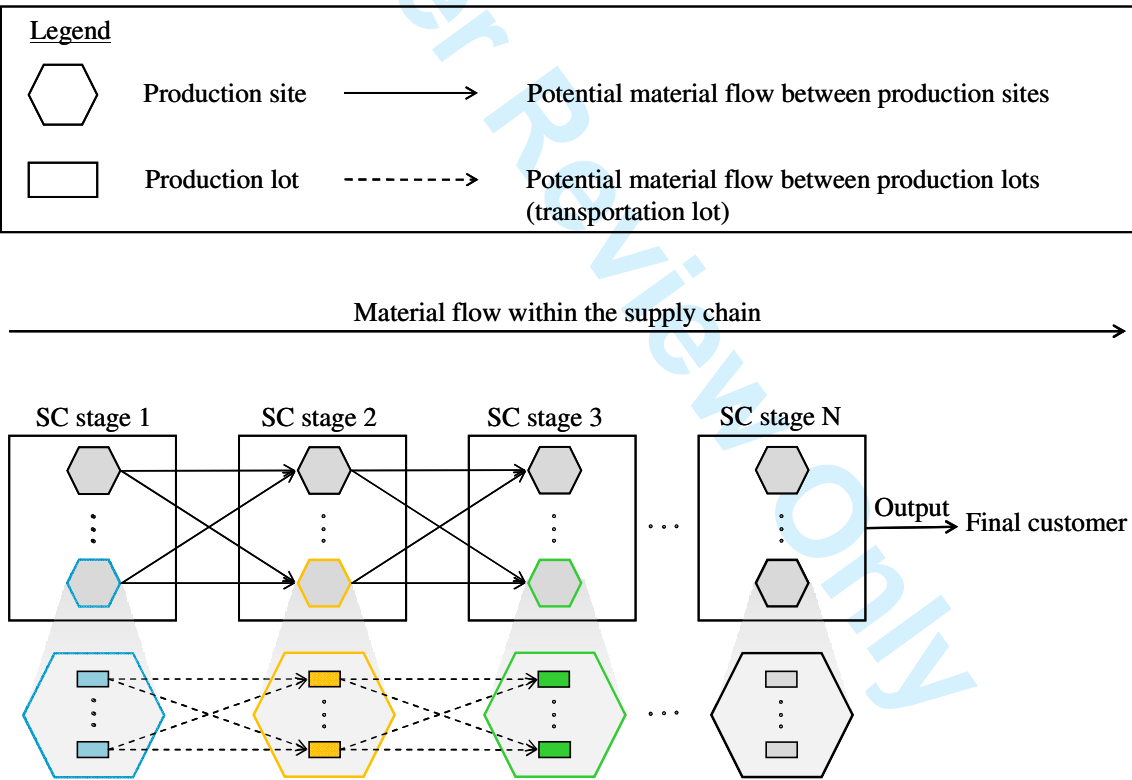 Legend
Production site
Potential material flow between production sites
Production lot
Potential material flow between production lots
(transportation lot)
Material flow within the supply chain
SC stage 1
SC stage 2
SC stage 3
SC stage N
Output
Final customer
er Review Only